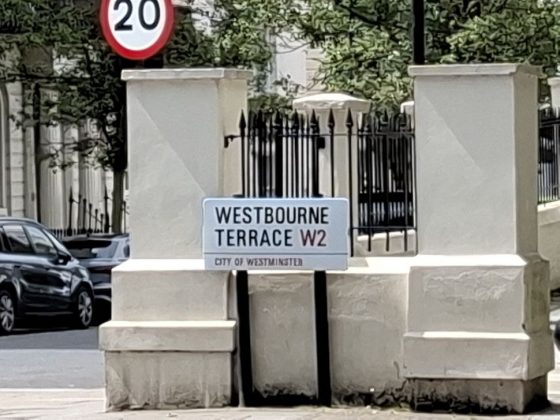 20
WESTBOURNE
TERRACE W2
CITY OF WESTMINSTER